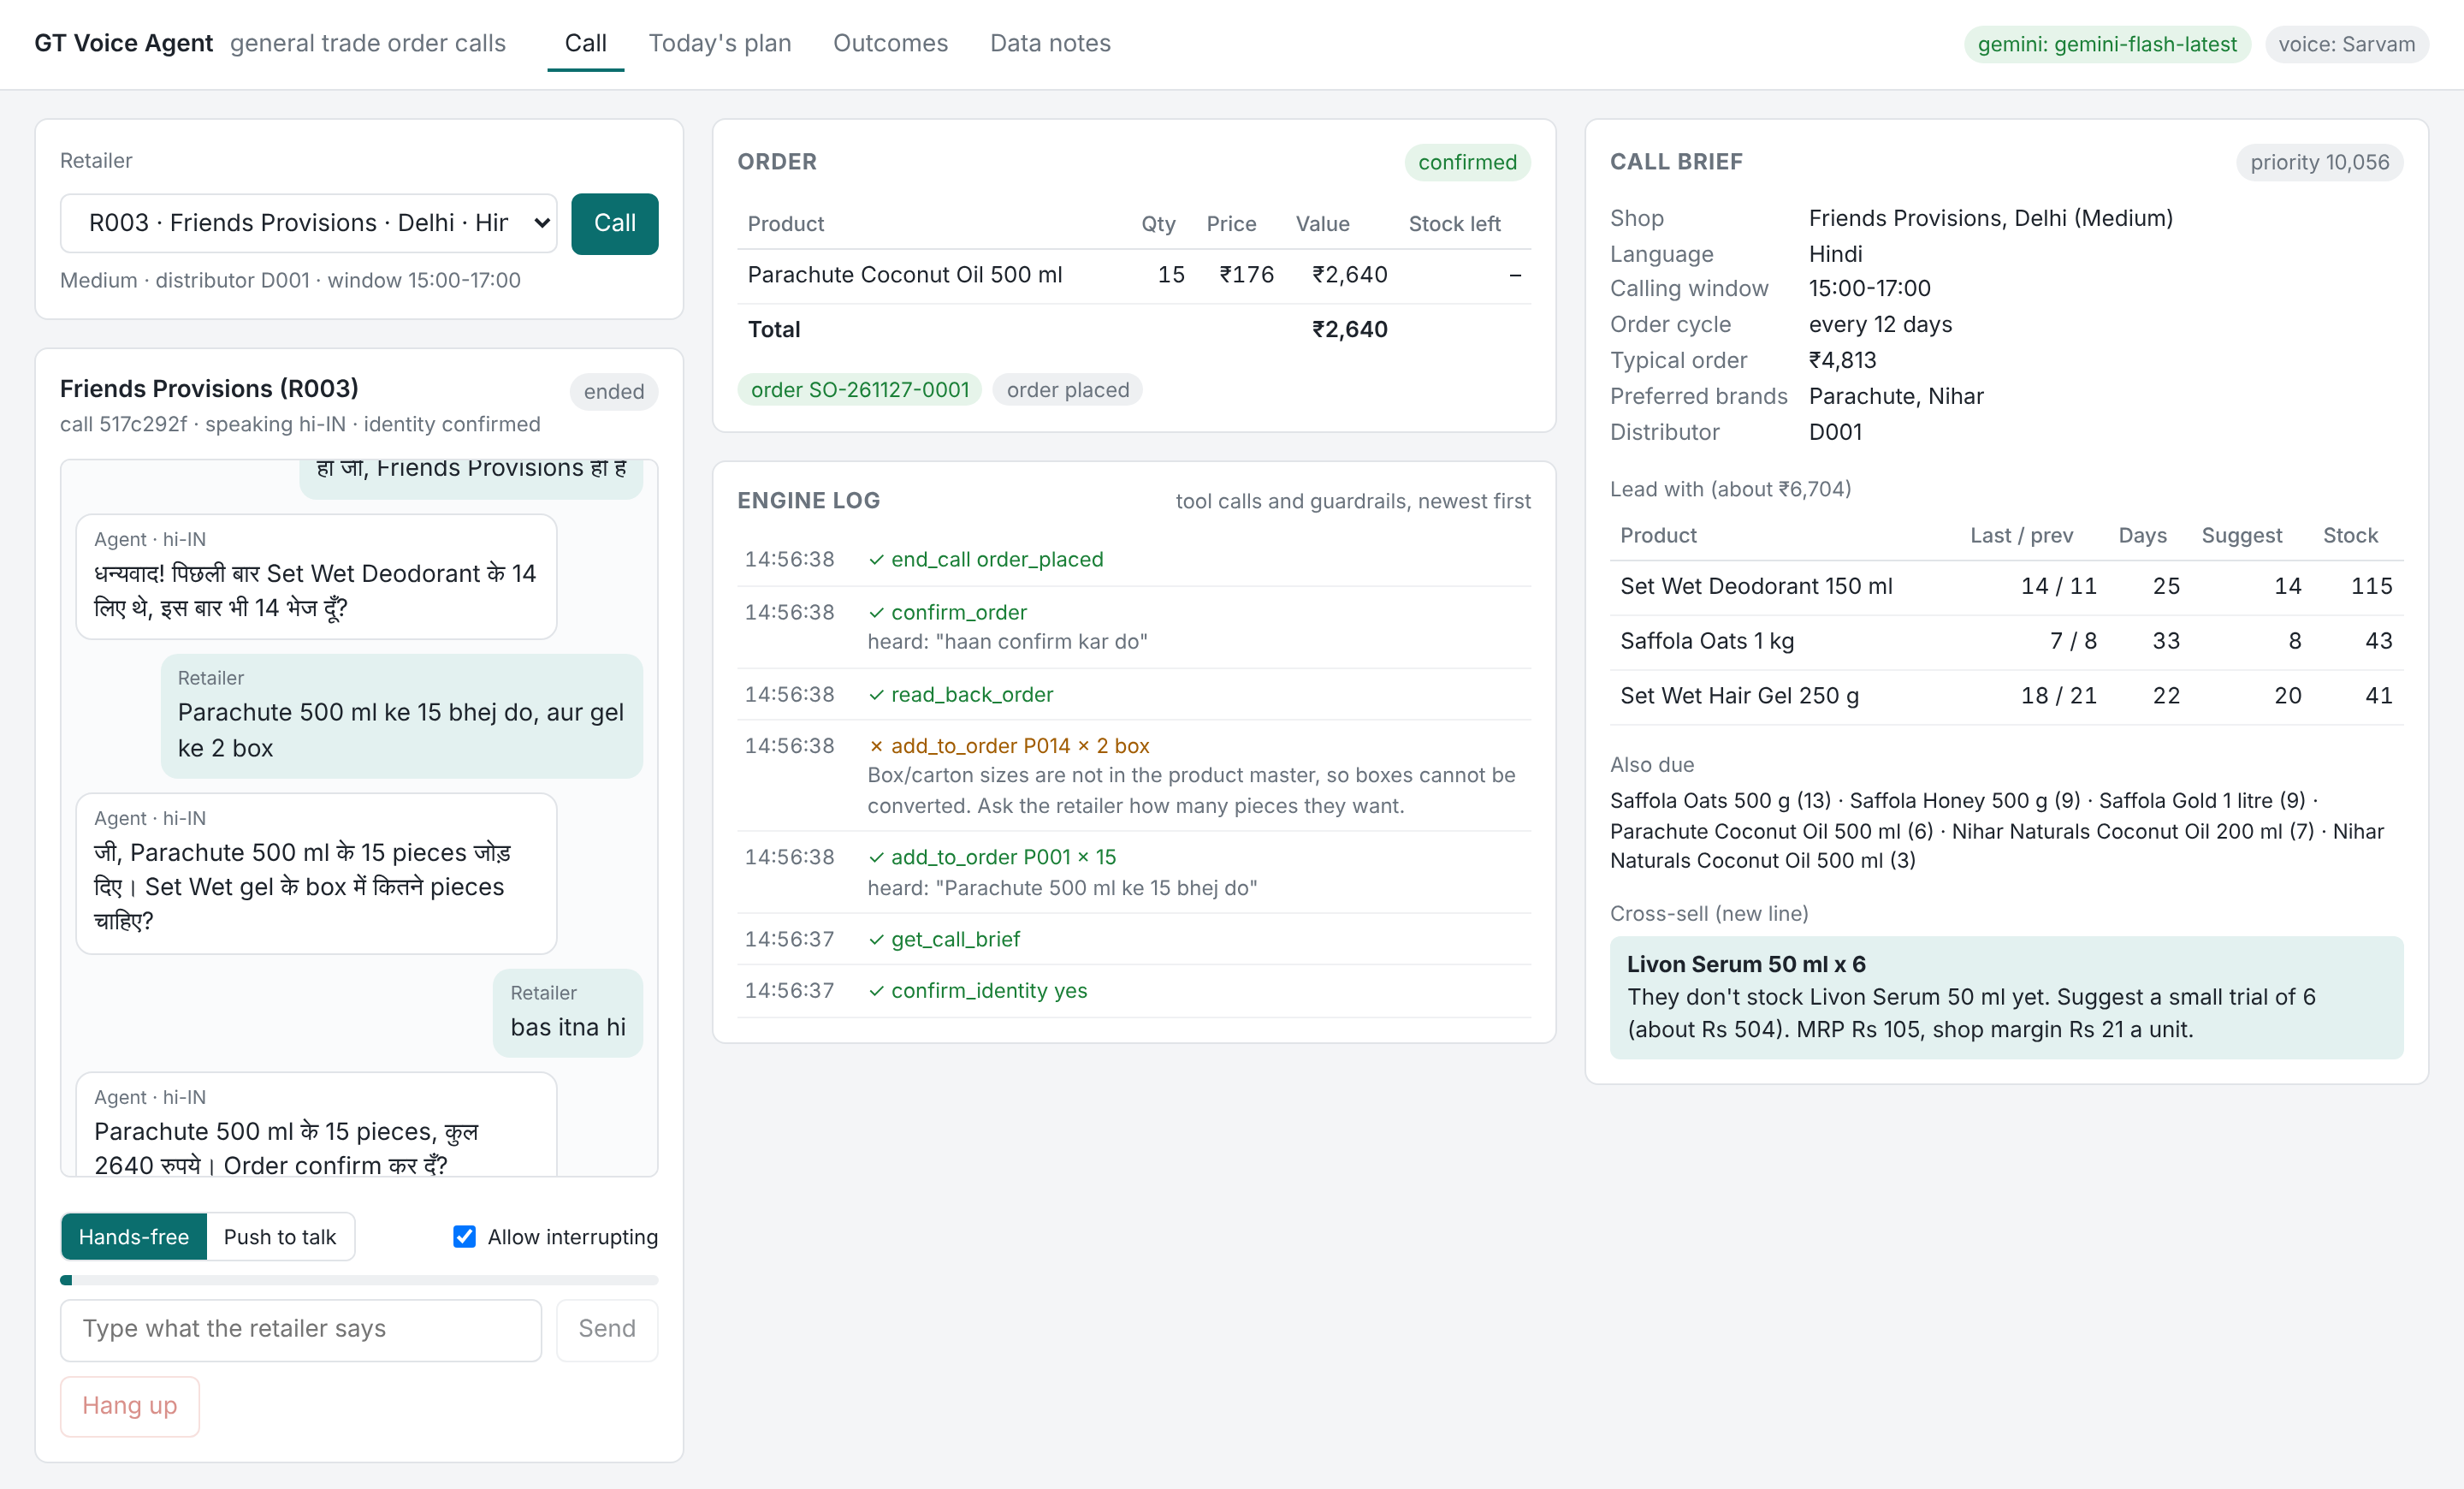 GT Voice Agent general trade order calls Call Today's plan Outcomes Data notes gemini: gemini-flash-latest voice: Sarvam
Retailer
R003 · Friends Provisions · Delhi · Hir
Call
Medium · distributor D001 · window 15:00-17:00
Friends Provisions (R003) ended
call 517c292f · speaking hi-IN · identity confirmed
हाँ जी, Friends Provisions ही है
Agent · hi-IN
धन्यवाद! पिछली बार Set Wet Deodorant के 14
लिए थे, इस बार भी 14 भेज दूँ?
Retailer
Parachute 500 ml ke 15 bhej do, aur gel
ke 2 box
Agent · hi-IN
जी, Parachute 500 ml के 15 pieces जोड़
दिए। Set Wet gel के box में कितने pieces
चाहिए?
Retailer
bas itna hi
Agent · hi-IN
Parachute 500 ml के 15 pieces, कुल
2640 रुपये। Order confirm कर दूँ?
Hands-free Push to talk Allow interrupting
Type what the retailer says Send
Hang up
ORDER confirmed
Product Qty Price Value Stock left
Parachute Coconut Oil 500 ml 15 ₹176 ₹2,640 –
Total ₹2,640
order SO-261127-0001 order placed
ENGINE LOG tool calls and guardrails, newest first
14:56:38 ✓ end_call order_placed
14:56:38 ✓ confirm_order
heard: "haan confirm kar do"
14:56:38 ✓ read_back_order
14:56:38 × add_to_order P014 × 2 box
Box/carton sizes are not in the product master, so boxes cannot be
converted. Ask the retailer how many pieces they want.
14:56:38 ✓ add_to_order P001 × 15
heard: "Parachute 500 ml ke 15 bhej do"
14:56:37 ✓ get_call_brief
14:56:37 ✓ confirm_identity yes
CALL BRIEF priority 10,056
Shop Friends Provisions, Delhi (Medium)
Language Hindi
Calling window 15:00-17:00
Order cycle every 12 days
Typical order ₹4,813
Preferred brands Parachute, Nihar
Distributor D001
Lead with (about ₹6,704)
Product Last / prev Days Suggest Stock
Set Wet Deodorant 150 ml 14 / 11 25 14 115
Saffola Oats 1 kg 7 / 8 33 8 43
Set Wet Hair Gel 250 g 18 / 21 22 20 41
Also due
Saffola Oats 500 g (13) · Saffola Honey 500 g (9) · Saffola Gold 1 litre (9) ·
Parachute Coconut Oil 500 ml (6) · Nihar Naturals Coconut Oil 200 ml (7) · Nihar
Naturals Coconut Oil 500 ml (3)
Cross-sell (new line)
Livon Serum 50 ml x 6
They don't stock Livon Serum 50 ml yet. Suggest a small trial of 6
(about Rs 504). MRP Rs 105, shop margin Rs 21 a unit.